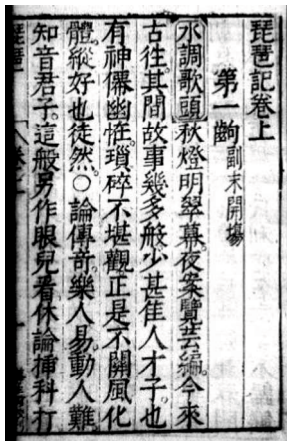 琵琶記卷上
第一齣 副末開場
水調歌頭秋燈明翠幕夜案覽芸編今來
古往其間故事幾多般少甚佳人才子也
有神僊幽恠瑣碎不堪觀正是不關風化
體縱好也徒然○論傳奇樂人易動人難
知音君子這般另作眼兒看休論插科打